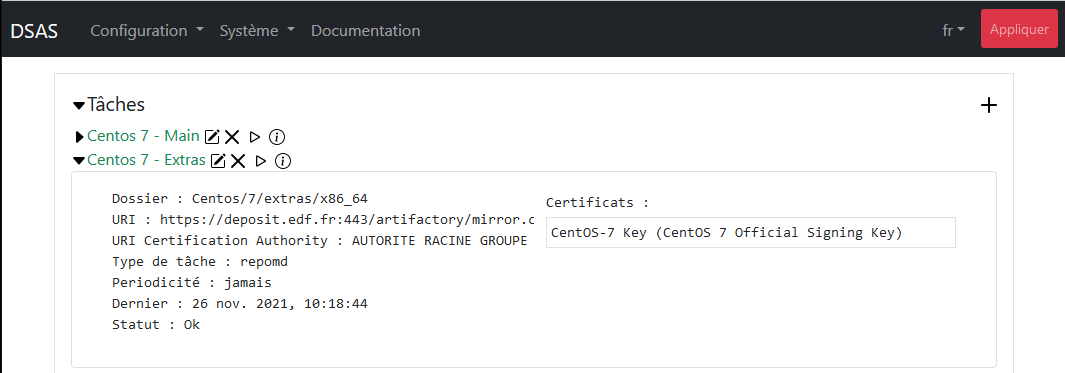 DSAS Configuration Système Documentation fr Appliquer
Tâches
Centos 7 - Main
Centos 7 - Extras
Dossier : Centos/7/extras/x86_64
Certificats :
URI : https://deposit.edf.fr:443/artifactory/mirror.c
CentOS-7 Key (CentOS 7 Official Signing Key)
URI Certification Authority : AUTORITE RACINE GROUPE
Type de tâche : repomd
Periodicité : jamais
Dernier : 26 nov. 2021, 10:18:44
Statut : Ok